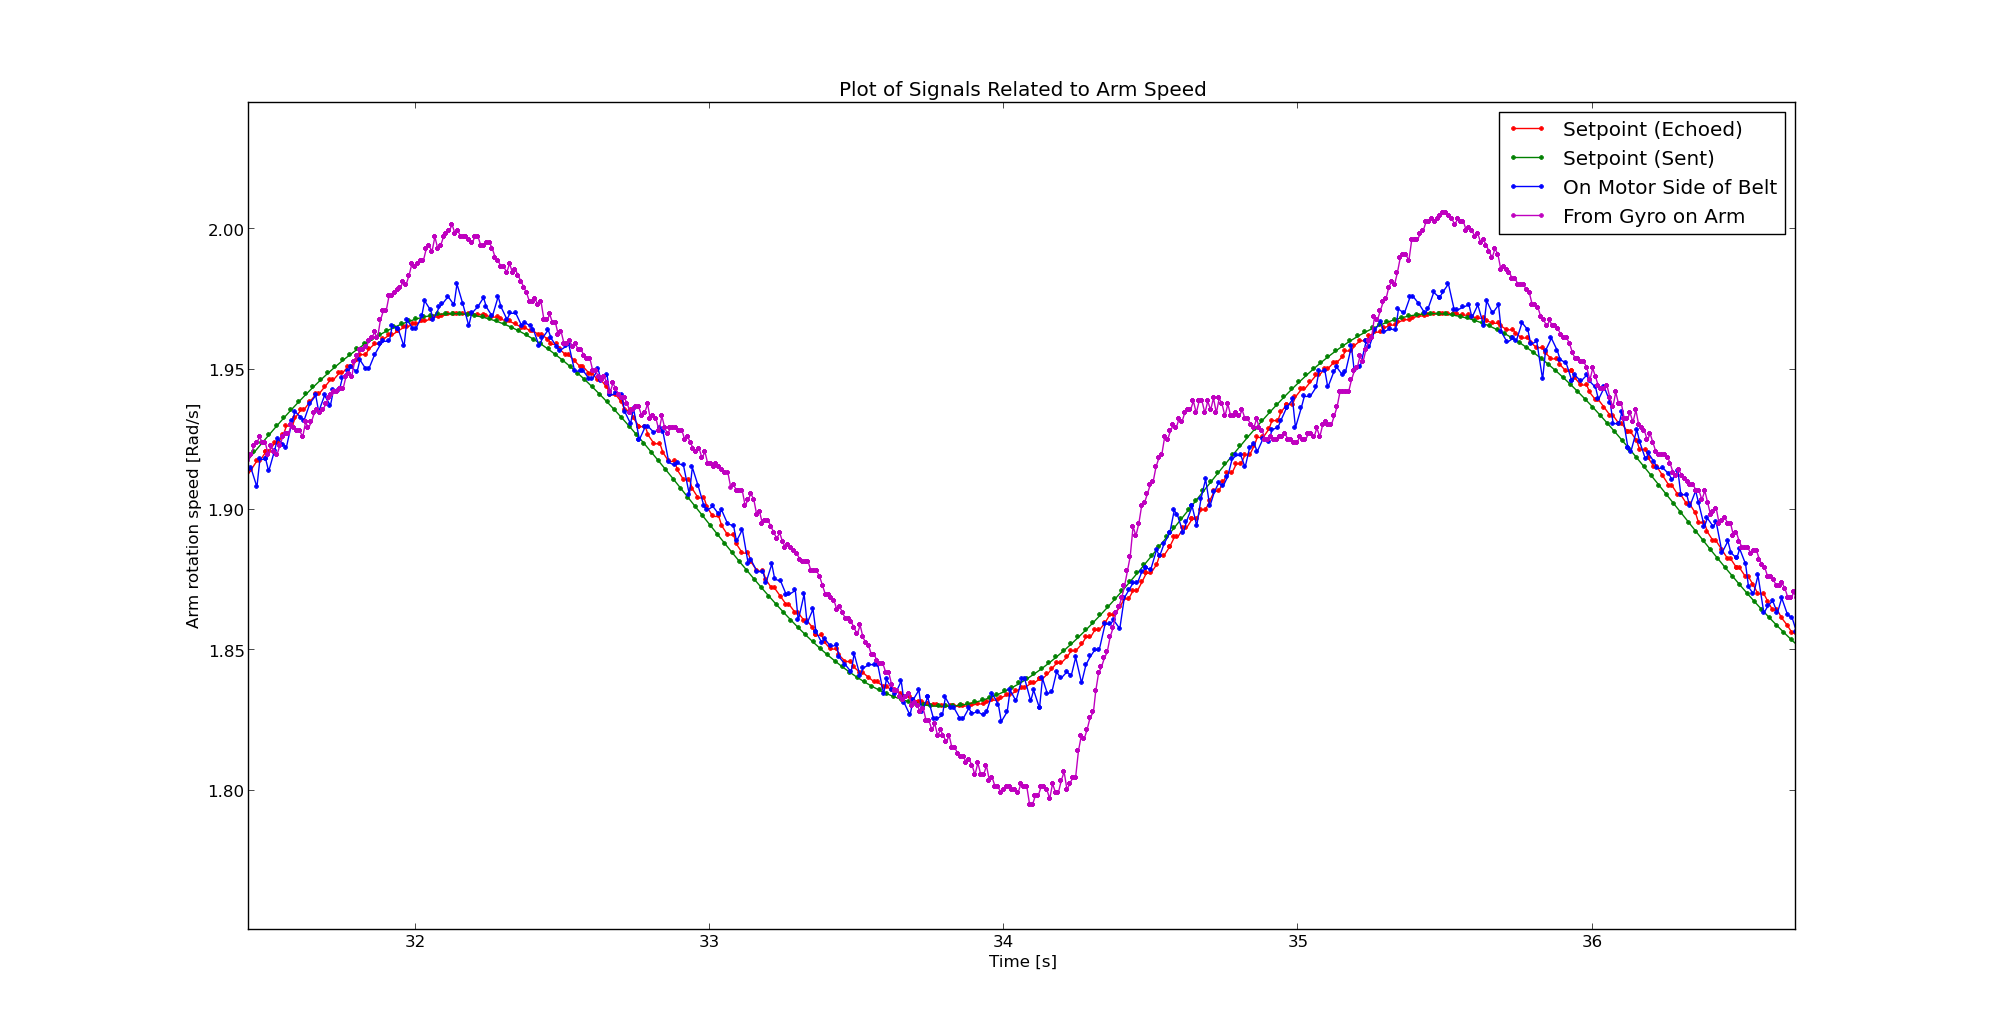 Plot of Signals Related to Arm Speed
Setpoint (Echoed)
Setpoint (Sent)
On Motor Side of Belt
From Gyro on Arm
Arm rotation speed [Rad/s]
2.00
1.95
1.90
1.85
1.80
32 33 34 35 36
Time [s]